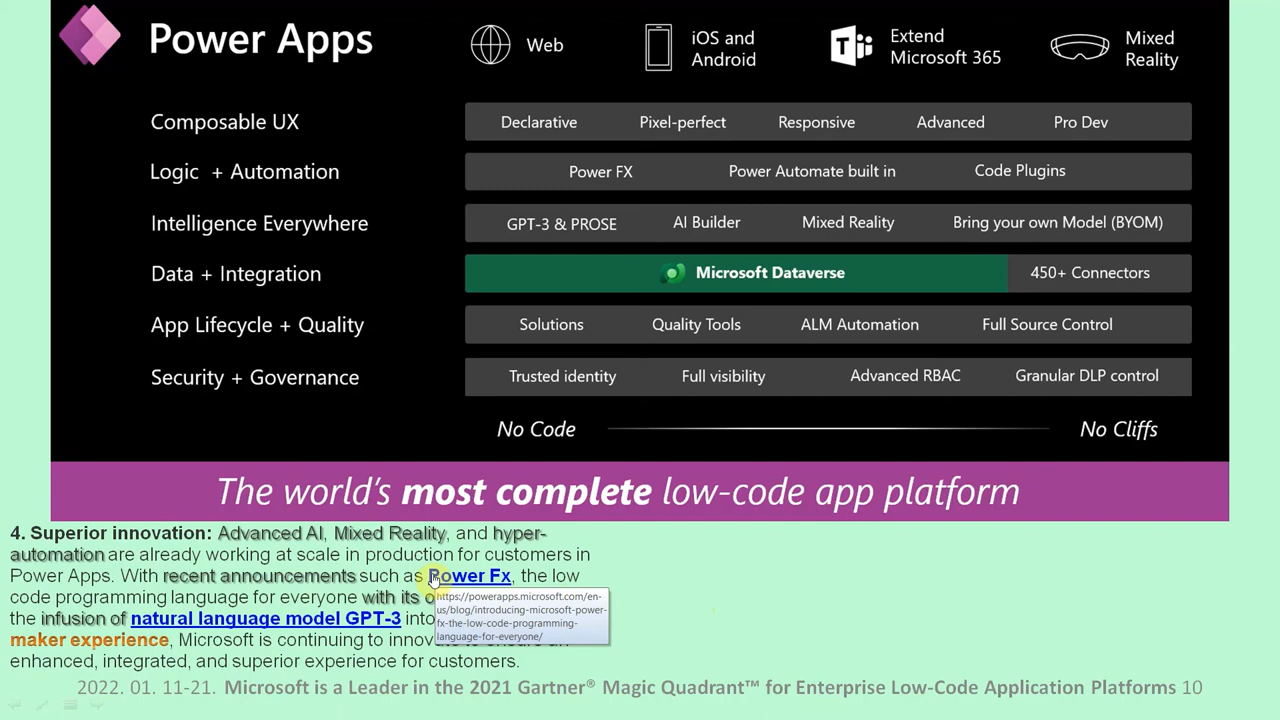 Power Apps
Web
iOS and
Android
Extend
Microsoft 365
Mixed
Reality
Composable UX
Declarative Pixel-perfect Responsive Advanced Pro Dev
Logic + Automation
Power FX Power Automate built in Code Plugins
Intelligence Everywhere
GPT-3 & PROSE AI Builder Mixed Reality Bring your own Model (BYOM)
Data + Integration
Microsoft Dataverse 450+ Connectors
App Lifecycle + Quality
Solutions Quality Tools ALM Automation Full Source Control
Security + Governance
Trusted identity Full visibility Advanced RBAC Granular DLP control
No Code No Cliffs
The world's most complete low-code app platform
4. Superior innovation: Advanced AI, Mixed Reality, and hyper-
automation are already working at scale in production for customers in
Power Apps. With recent announcements such as Power Fx, the low
code programming language for everyone with its
the infusion of natural language model GPT-3 into
maker experience, Microsoft is continuing to
enhanced, integrated, and superior experience for customers.
https://powerapps.microsoft.com/en-
us/blog/introducing-microsoft-power-
fx-the-low-code-programming-
language-for-everyone/
2022. 01. 11-21. Microsoft is a Leader in the 2021 Gartner® Magic Quadrant™ for Enterprise Low-Code Application Platforms 10